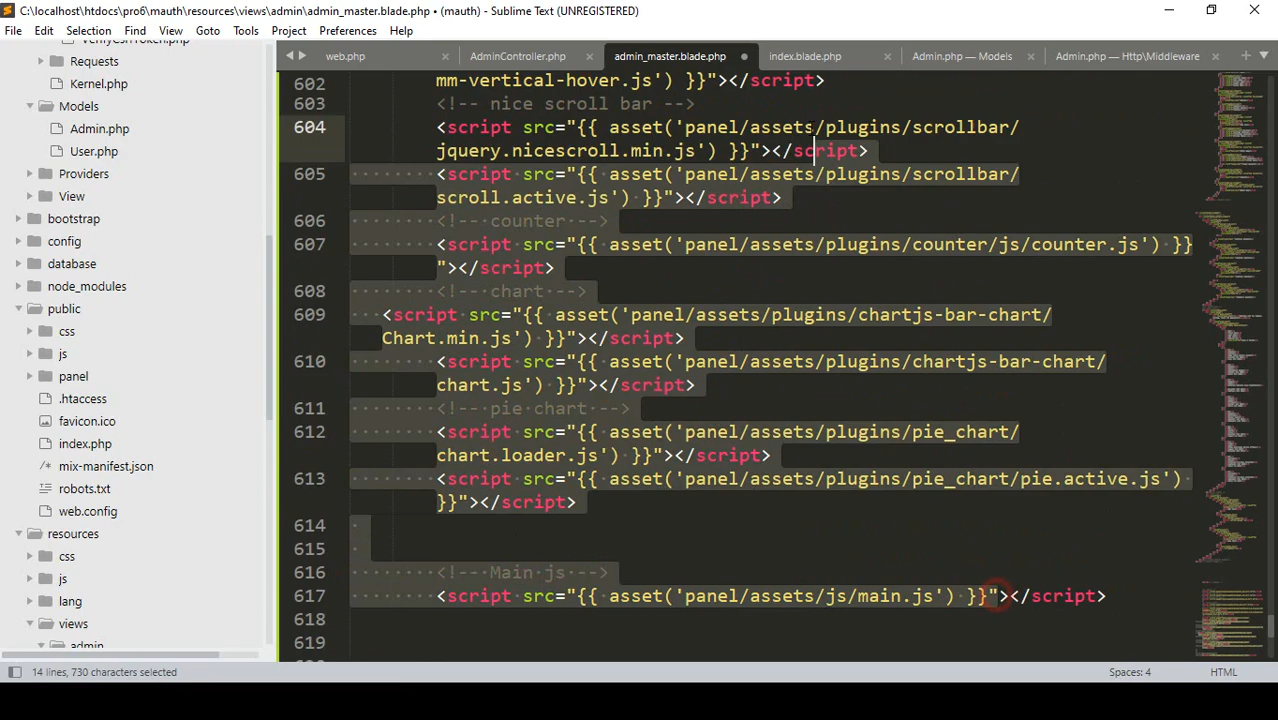 C:\localhost\htdocs\pro6\mauth\resources\views\admin\admin_master.blade.php • (mauth) - Sublime Text (UNREGISTERED)
File Edit Selection Find View Goto Tools Project Preferences Help
web.php × AdminController.php × admin_master.blade.php index.blade.php × Admin.php — Models × Admin.php — Http\Middleware ×
Requests
Kernel.php
Models
Admin.php
User.php
Providers
View
bootstrap
config
database
node_modules
public
css
js
panel
.htaccess
favicon.ico
index.php
mix-manifest.json
robots.txt
web.config
resources
css
js
lang
views
admin
602 mm-vertical-hover.js') }}"></script>
603 <!-- nice scroll bar -->
604 <script src="{{ asset('panel/assets/plugins/scrollbar/
jquery.nicescroll.min.js') }}"></script>
605 <script src="{{ asset('panel/assets/plugins/scrollbar/
scroll.active.js') }}"></script>
606 <!-- counter -->
607 <script src="{{ asset('panel/assets/plugins/counter/js/counter.js') }}
"></script>
608 <!-- chart -->
609 <script src="{{ asset('panel/assets/plugins/chartjs-bar-chart/
Chart.min.js') }}"></script>
610 <script src="{{ asset('panel/assets/plugins/chartjs-bar-chart/
chart.js') }}"></script>
611 <!-- pie chart -->
612 <script src="{{ asset('panel/assets/plugins/pie_chart/
chart.loader.js') }}"></script>
613 <script src="{{ asset('panel/assets/plugins/pie_chart/pie.active.js')
}}"></script>
614
615
616 <!-- Main js -->
617 <script src="{{ asset('panel/assets/js/main.js') }}"></script>
618
619
14 lines, 730 characters selected Spaces: 4 HTML